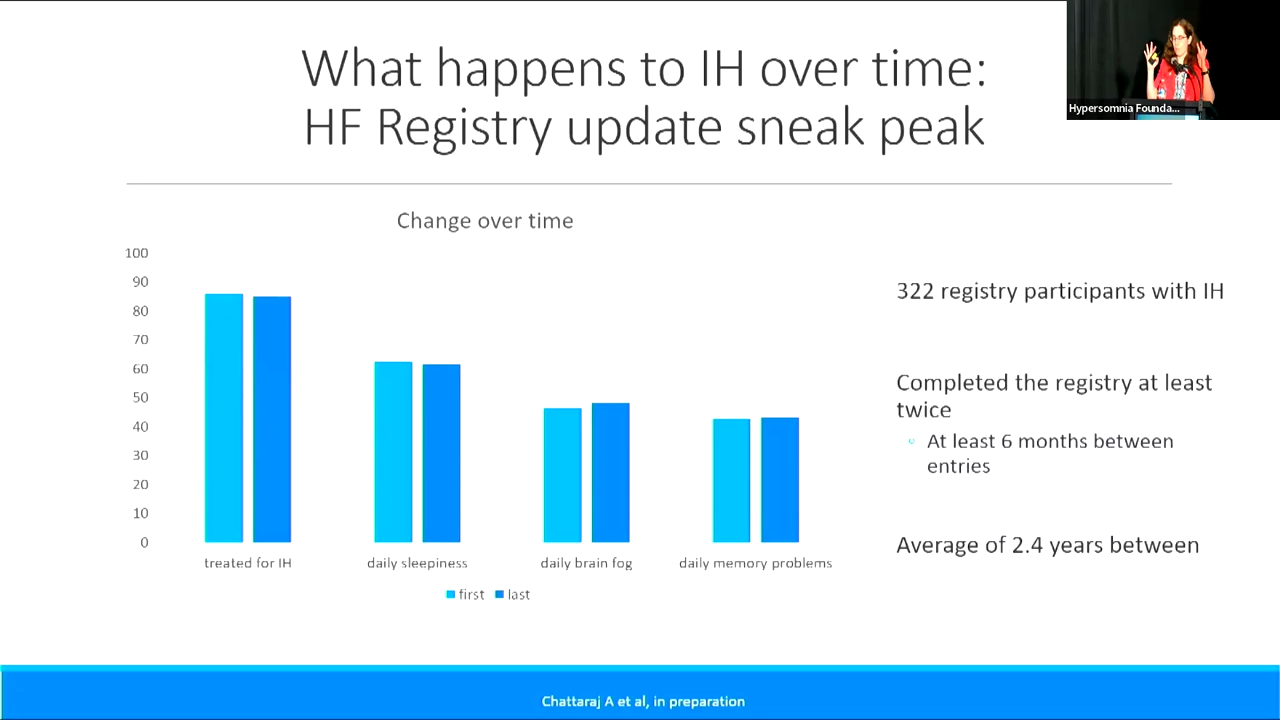 What happens to IH over time:
HF Registry update sneak peak
Hypersomnia Founda...
Change over time
100
90
80
70
60
50
40
30
20
10
0
treated for IH
daily sleepiness
daily brain fog
daily memory problems
first
last
322 registry participants with IH
Completed the registry at least
twice
At least 6 months between
entries
Average of 2.4 years between
Chattaraj A et al, in preparation